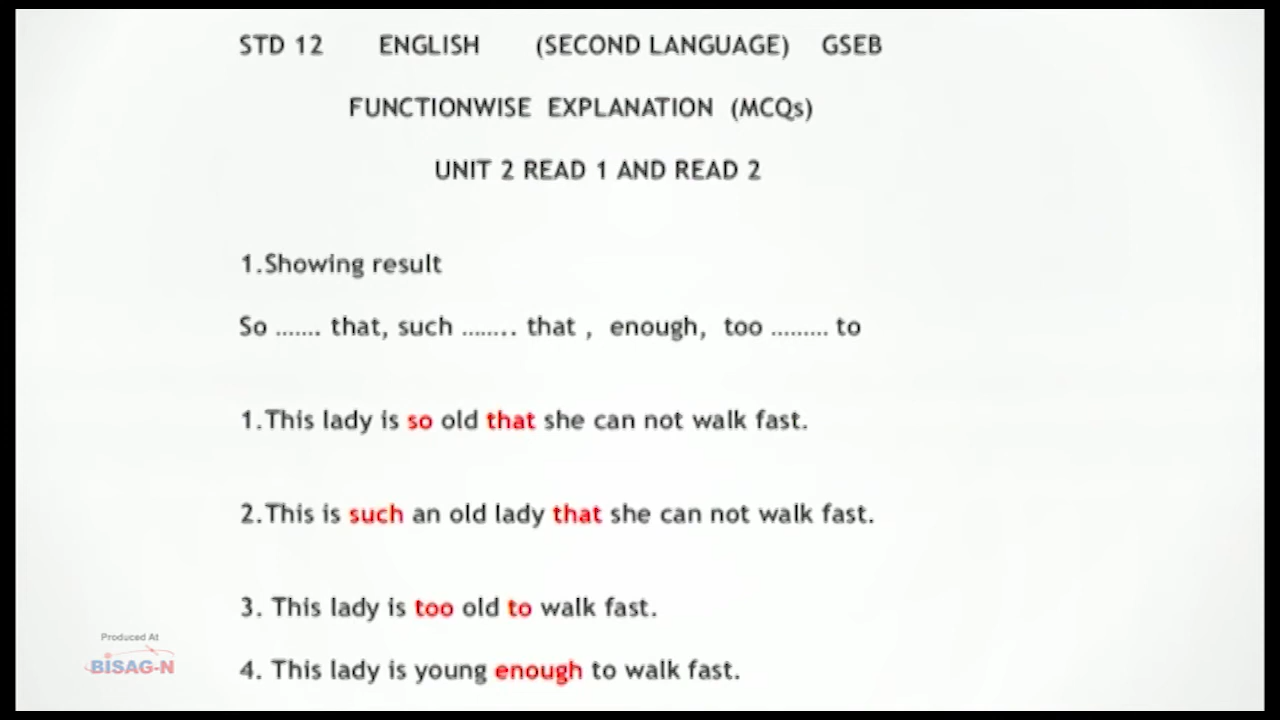 STD 12 ENGLISH (SECOND LANGUAGE) GSEB
FUNCTIONWISE EXPLANATION (MCQs)
UNIT 2 READ 1 AND READ 2
1.Showing result
So ....... that, such ........ that , enough, too ......... to
1.This lady is so old that she can not walk fast.
2.This is such an old lady that she can not walk fast.
3. This lady is too old to walk fast.
4. This lady is young enough to walk fast.
Produced At
BISAG-N